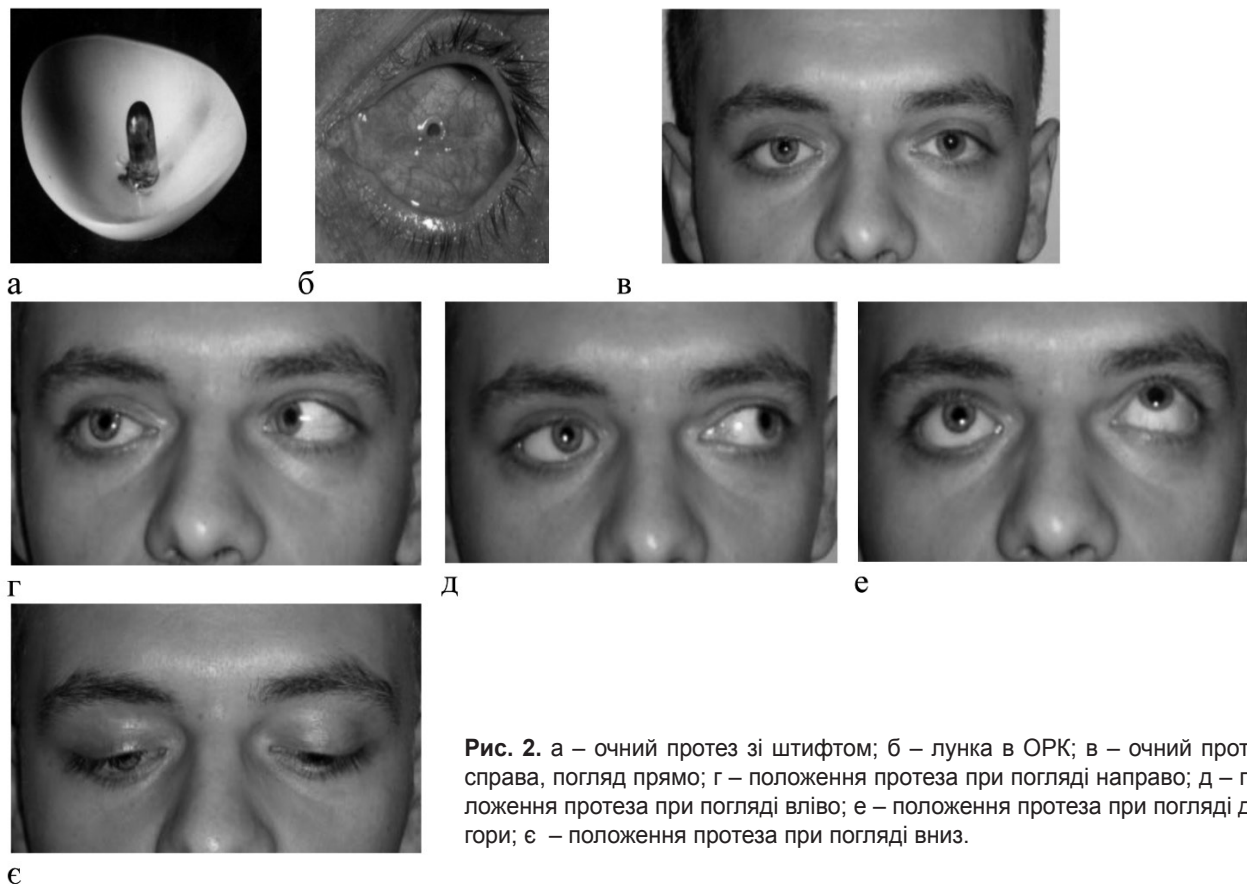 а
б
в
г
д
е
є
Рис. 2. а – очний протез зі штифтом; б – лунка в ОРК; в – очний прот
справа, погляд прямо; г – положення протеза при погляді направо; д – п
ложення протеза при погляді вліво; е – положення протеза при погляді д
гори; є – положення протеза при погляді вниз.